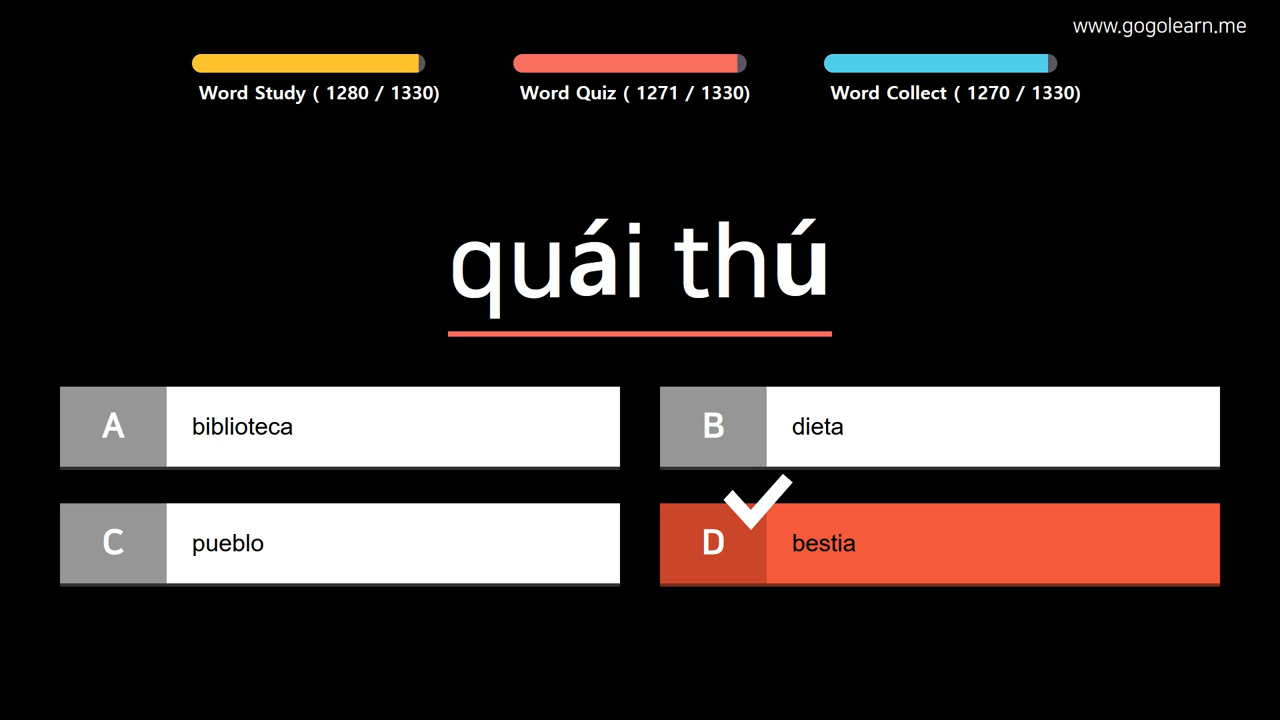 www.gogolearn.me
Word Study ( 1280 / 1330)
Word Quiz ( 1271 / 1330)
Word Collect ( 1270 / 1330)
quái thú
A biblioteca
B dieta
C pueblo
D bestia